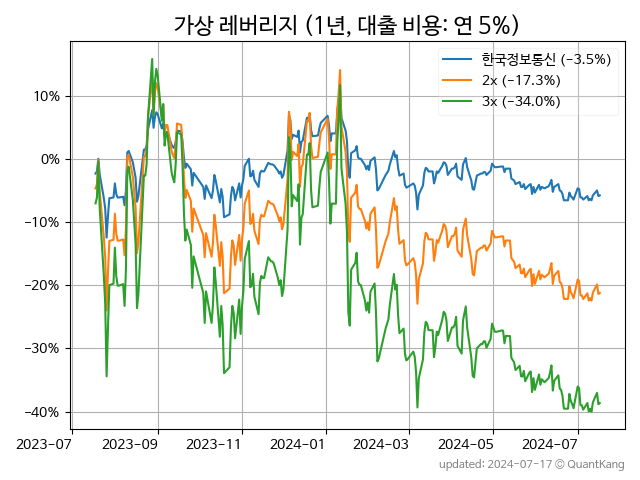 가상 레버리지 (1년, 대출 비용: 연 5%)
한국정보통신 (−3.5%)
2x (−17.3%)
3x (−34.0%)
10%
0%
−10%
−20%
−30%
−40%
2023-07 2023-09 2023-11 2024-01 2024-03 2024-05 2024-07
updated: 2024-07-17 © QuantKang